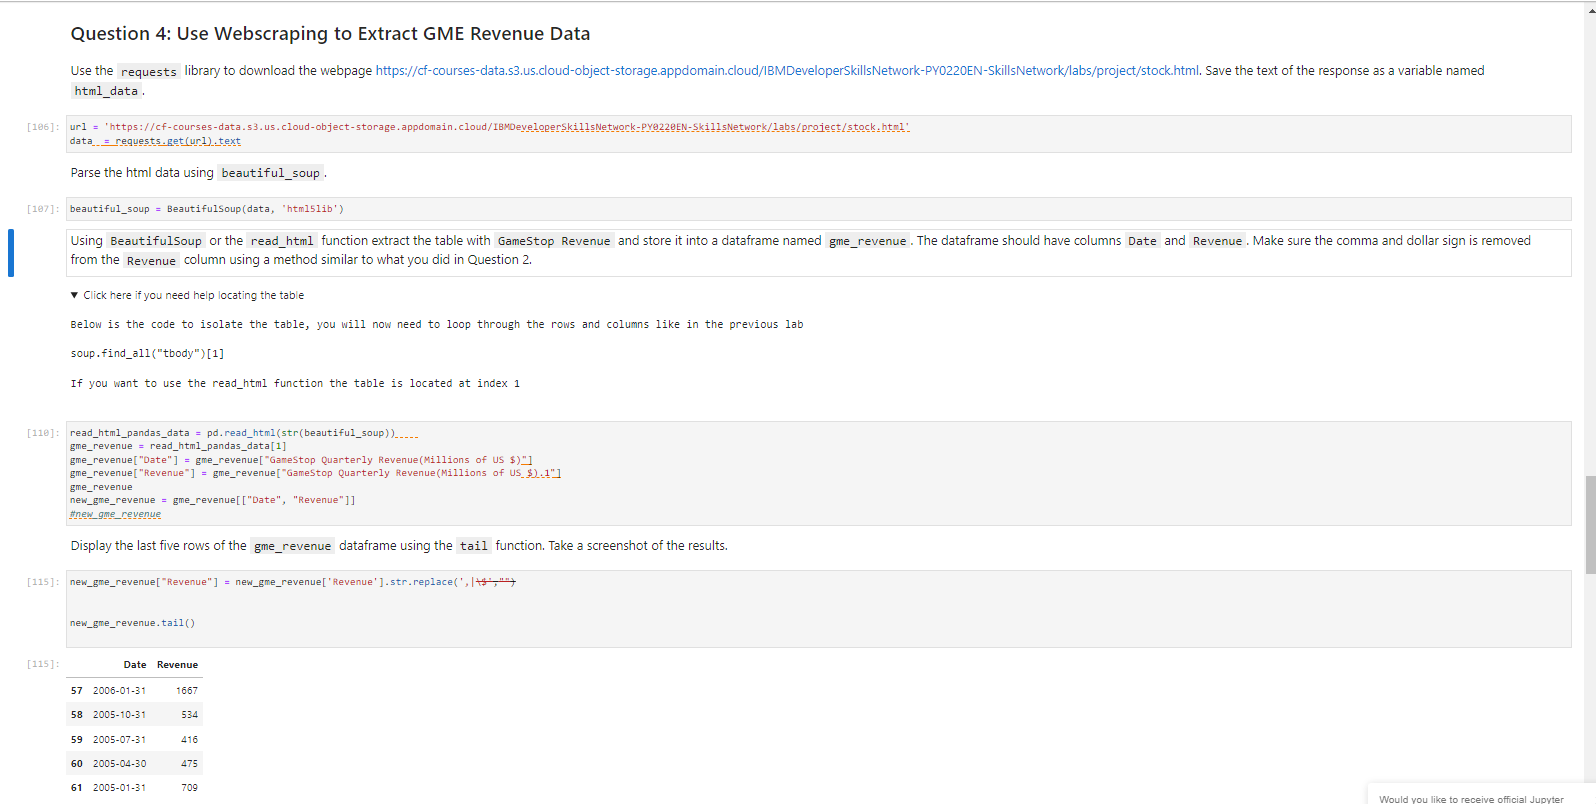 Question 4: Use Webscraping to Extract GME Revenue Data
Use the requests library to download the webpage https://cf-courses-data.s3.us.cloud-object-storage.appdomain.cloud/IBMDeveloperSkillsNetwork-PY0220EN-SkillsNetwork/labs/project/stock.html. Save the text of the response as a variable named
html_data.
[106]: url = 'https://cf-courses-data.s3.us.cloud-object-storage.appdomain.cloud/IBMDeveloperSkillsNetwork-PY0220EN-SkillsNetwork/labs/project/stock.html'
data  = requests.get(url).text
Parse the html data using beautiful_soup.
[107]: beautiful_soup = BeautifulSoup(data, 'html5lib')
Using BeautifulSoup or the read_html function extract the table with GameStop Revenue and store it into a dataframe named gme_revenue. The dataframe should have columns Date and Revenue. Make sure the comma and dollar sign is removed
from the Revenue column using a method similar to what you did in Question 2.
▼ Click here if you need help locating the table
Below is the code to isolate the table, you will now need to loop through the rows and columns like in the previous lab
soup.find_all("tbody")[1]
If you want to use the read_html function the table is located at index 1
[110]: read_html_pandas_data = pd.read_html(str(beautiful_soup))
gme_revenue = read_html_pandas_data[1]
gme_revenue["Date"] = gme_revenue["GameStop Quarterly Revenue(Millions of US $)"]
gme_revenue["Revenue"] = gme_revenue["GameStop Quarterly Revenue(Millions of US $).1"]
gme_revenue
new_gme_revenue = gme_revenue[["Date", "Revenue"]]
#new_gme_revenue
Display the last five rows of the gme_revenue dataframe using the tail function. Take a screenshot of the results.
[115]: new_gme_revenue["Revenue"] = new_gme_revenue['Revenue'].str.replace(',|\$',"")
new_gme_revenue.tail()
[115]: Date Revenue
57 2006-01-31 1667
58 2005-10-31 534
59 2005-07-31 416
60 2005-04-30 475
61 2005-01-31 709
Would you like to receive official Jupyter